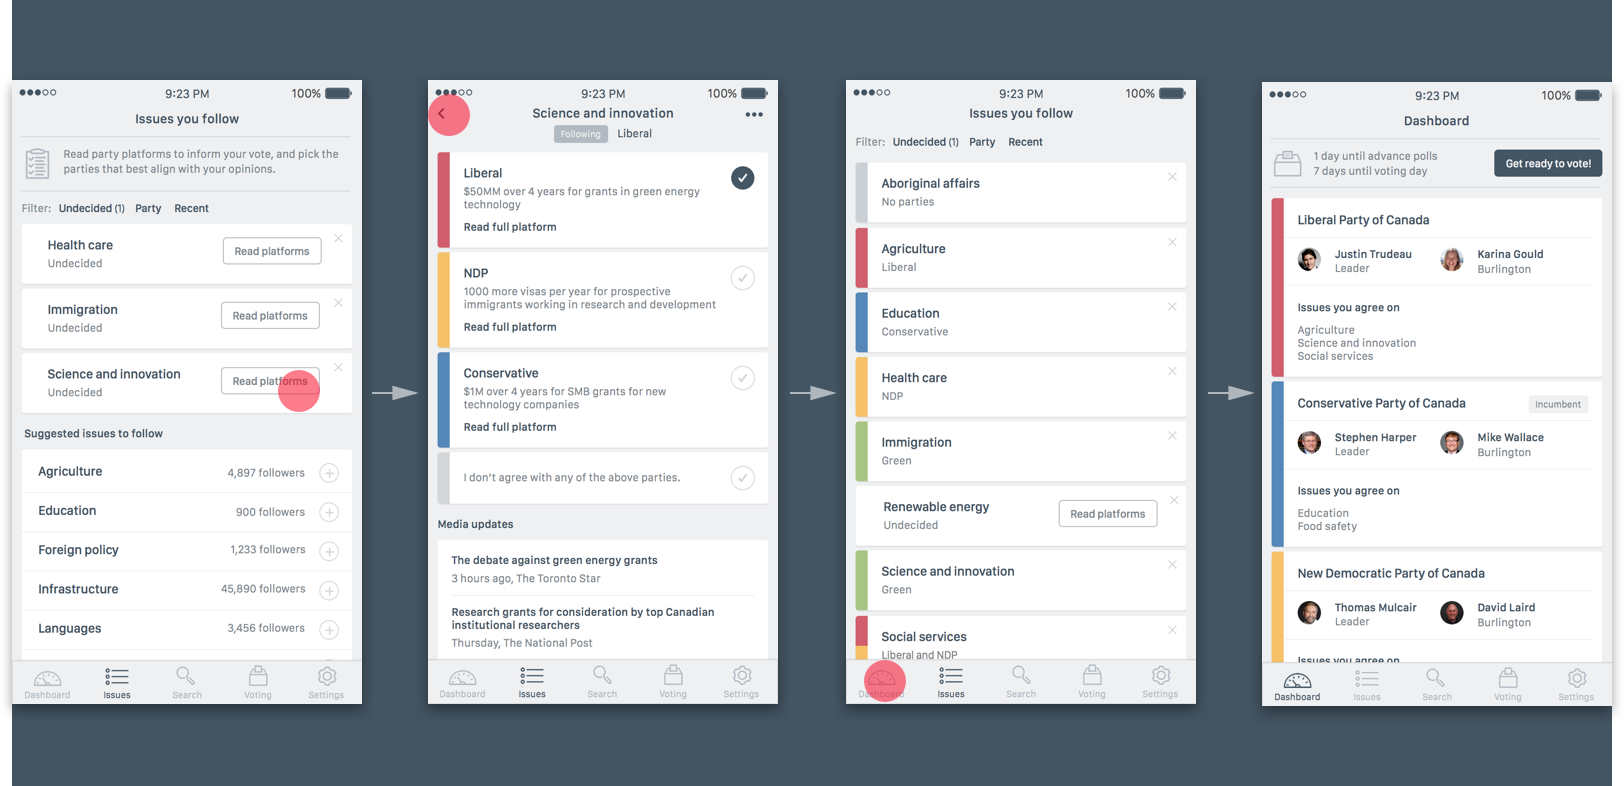 9:23 PM
100%
Issues you follow
Read party platforms to inform your vote, and pick the
parties that best align with your opinions.
Filter: Undecided (1) Party Recent
Health care
Undecided
Read platforms
Immigration
Undecided
Read platforms
Science and innovation
Undecided
Read platforms
Suggested issues to follow
Agriculture 4,897 followers
Education 900 followers
Foreign policy 1,233 followers
Infrastructure 45,890 followers
Languages 3,456 followers
Dashboard Issues Search Voting Settings
9:23 PM
100%
Science and innovation
Following Liberal
Liberal
$50MM over 4 years for grants in green energy
technology
Read full platform
NDP
1000 more visas per year for prospective
immigrants working in research and development
Read full platform
Conservative
$1M over 4 years for SMB grants for new
technology companies
Read full platform
I don't agree with any of the above parties.
Media updates
The debate against green energy grants
3 hours ago, The Toronto Star
Research grants for consideration by top Canadian
institutional researchers
Thursday, The National Post
Dashboard Issues Search Voting Settings
9:23 PM
100%
Issues you follow
Filter: Undecided (1) Party Recent
Aboriginal affairs
No parties
Agriculture
Liberal
Education
Conservative
Health care
NDP
Immigration
Green
Renewable energy
Undecided
Read platforms
Science and innovation
Green
Social services
Liberal and NDP
Dashboard Issues Search Voting Settings
9:23 PM
100%
Dashboard
1 day until advance polls
7 days until voting day
Get ready to vote!
Liberal Party of Canada
Justin Trudeau
Leader
Karina Gould
Burlington
Issues you agree on
Agriculture
Science and innovation
Social services
Conservative Party of Canada
Incumbent
Stephen Harper
Leader
Mike Wallace
Burlington
Issues you agree on
Education
Food safety
New Democratic Party of Canada
Thomas Mulcair
Leader
David Laird
Burlington
Issues you agree on
Dashboard Issues Search Voting Settings